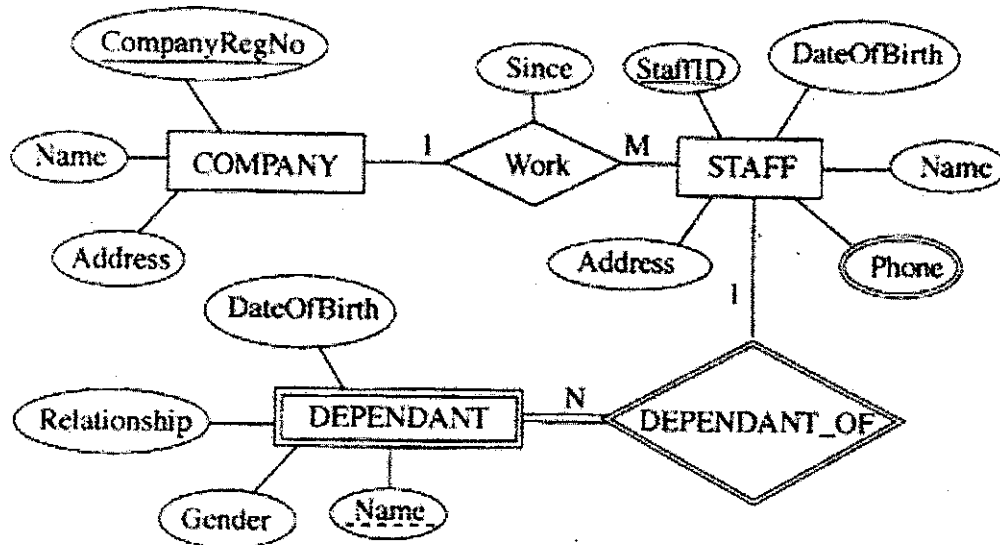 CompanyRegNo
Since
StaffID
DateOfBirth
Name
COMPANY
1
Work
M
STAFF
Name
Address
Address
Phone
DateOfBirth
1
Relationship
DEPENDANT
N
DEPENDANT_OF
Gender
Name